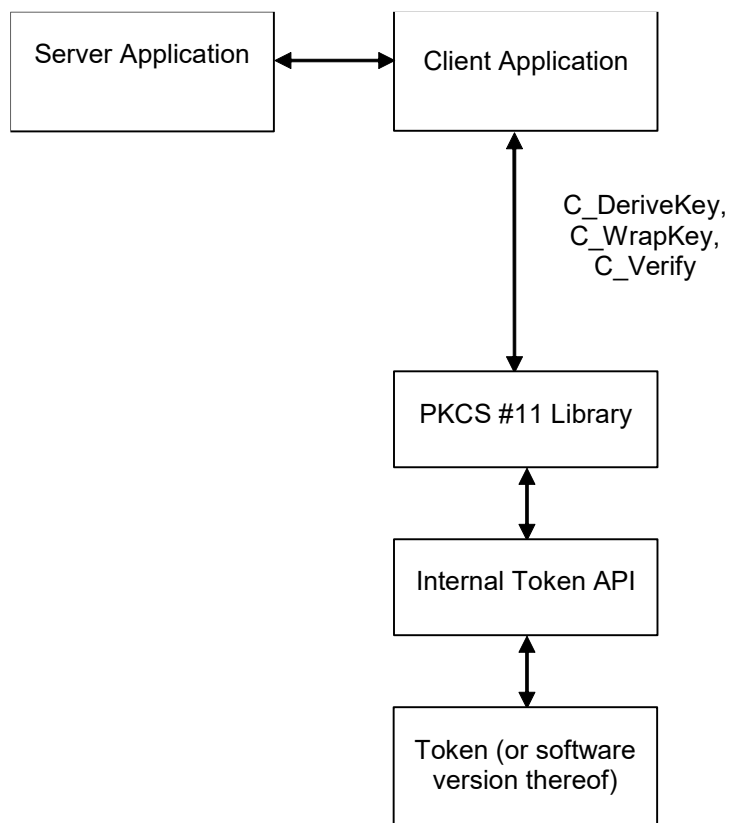 Server Application
Client Application
C_DeriveKey,
C_WrapKey,
C_Verify
PKCS #11 Library
Internal Token API
Token (or software
version thereof)